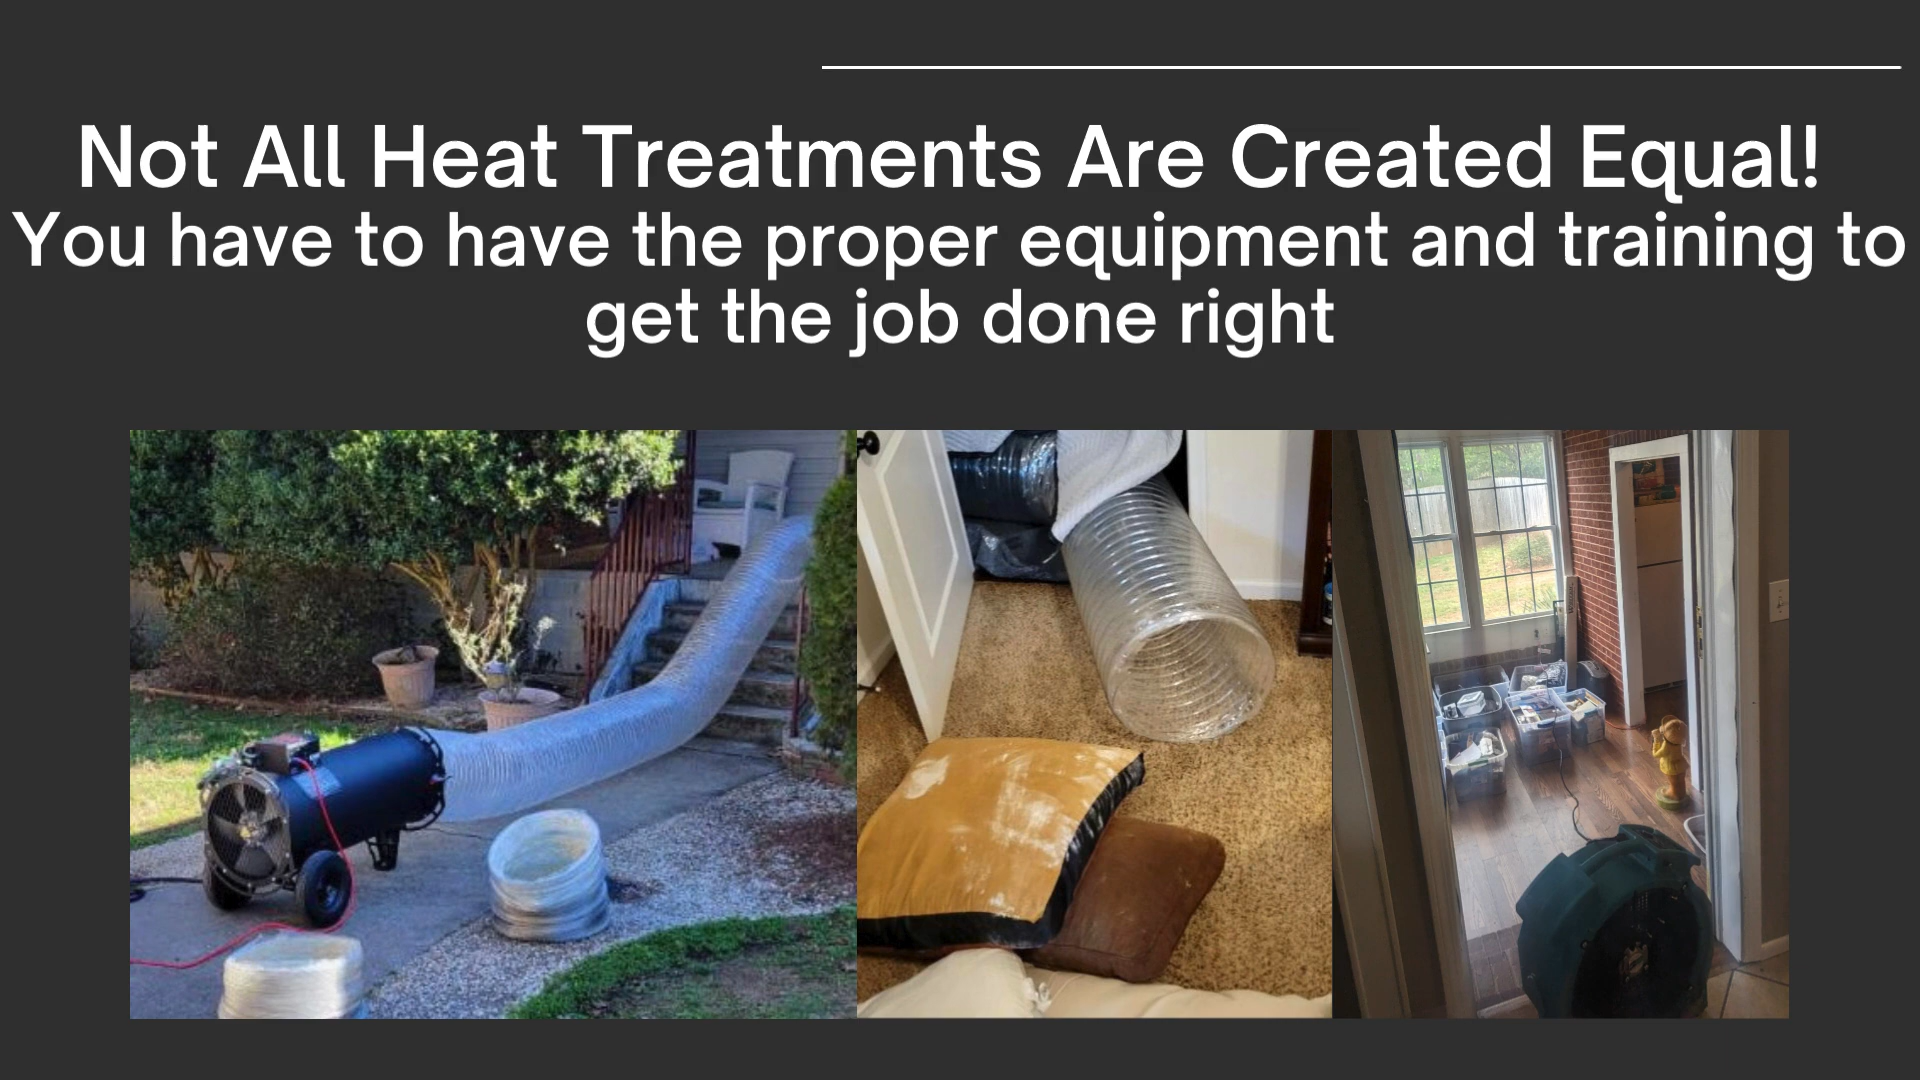 Not All Heat Treatments Are Created Equal!
You have to have the proper equipment and training to
get the job done right